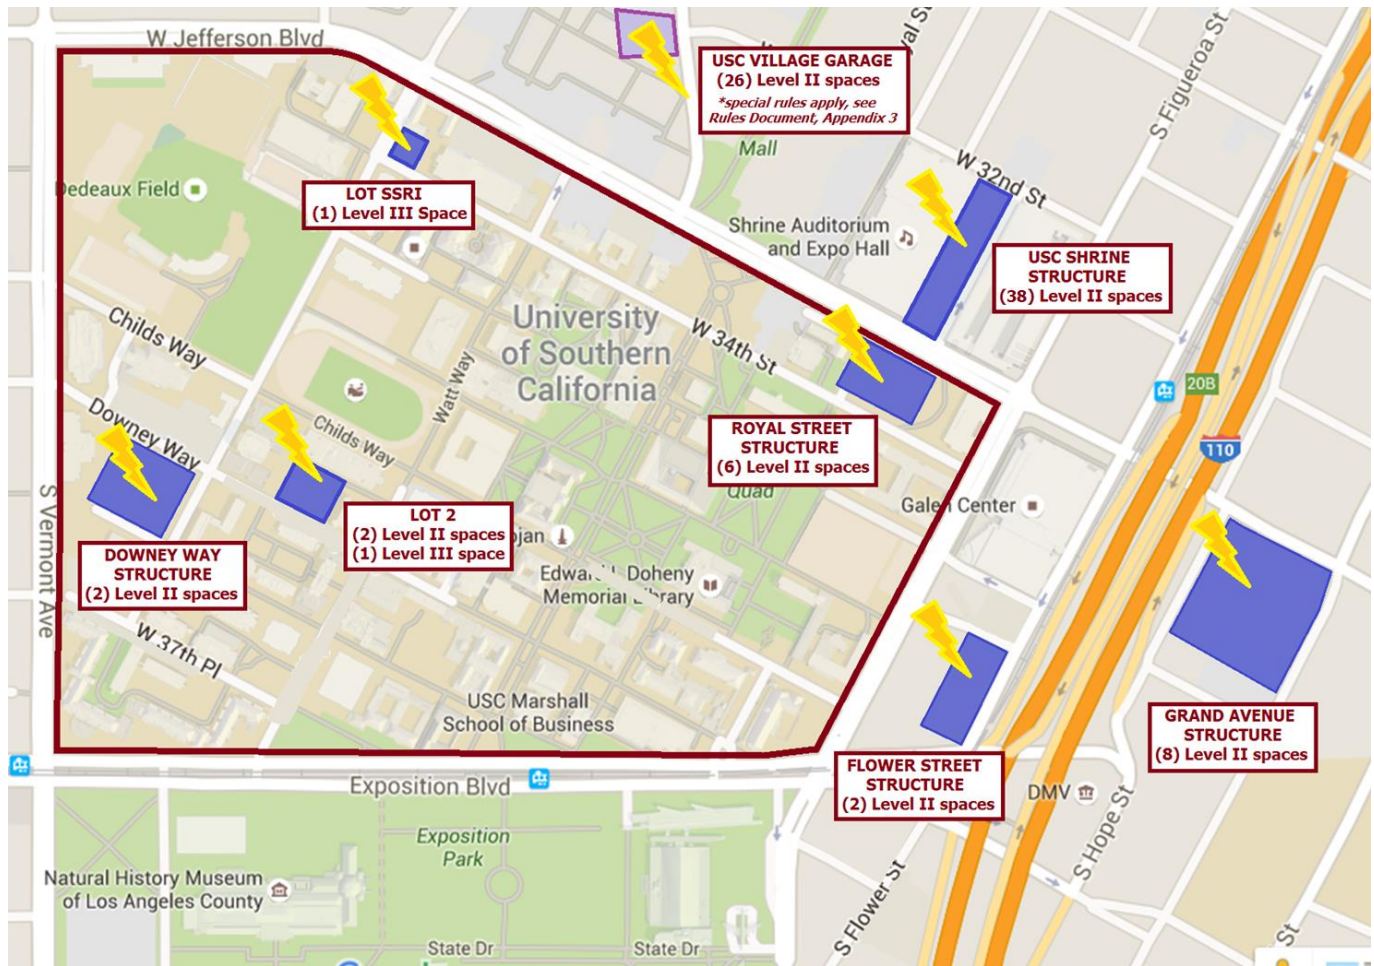 W Jefferson Blvd
USC VILLAGE GARAGE
(26) Level II spaces
*special rules apply, see
Rules Document, Appendix 3
Mall
S Figueroa St
W 32nd St
Dedeaux Field
LOT SSRI
(1) Level III Space
Shrine Auditorium
and Expo Hall
USC SHRINE
STRUCTURE
(38) Level II spaces
University
of Southern
California
W 34th St
Childs Way
Watt Way
20B
110
Downey Way
Childs Way
ROYAL STREET
STRUCTURE
(6) Level II spaces
Quad
Galen Center
S Vermont Ave
LOT 2
(2) Level II spaces
(1) Level III space
DOWNEY WAY
STRUCTURE
(2) Level II spaces
Memorial Library
W 37th Pl
USC Marshall
School of Business
GRAND AVENUE
STRUCTURE
(8) Level II spaces
FLOWER STREET
STRUCTURE
(2) Level II spaces
DMV
Exposition Blvd
S Hope St
Exposition
Park
Natural History Museum
of Los Angeles County
S Flower St
State Dr
State Dr
St